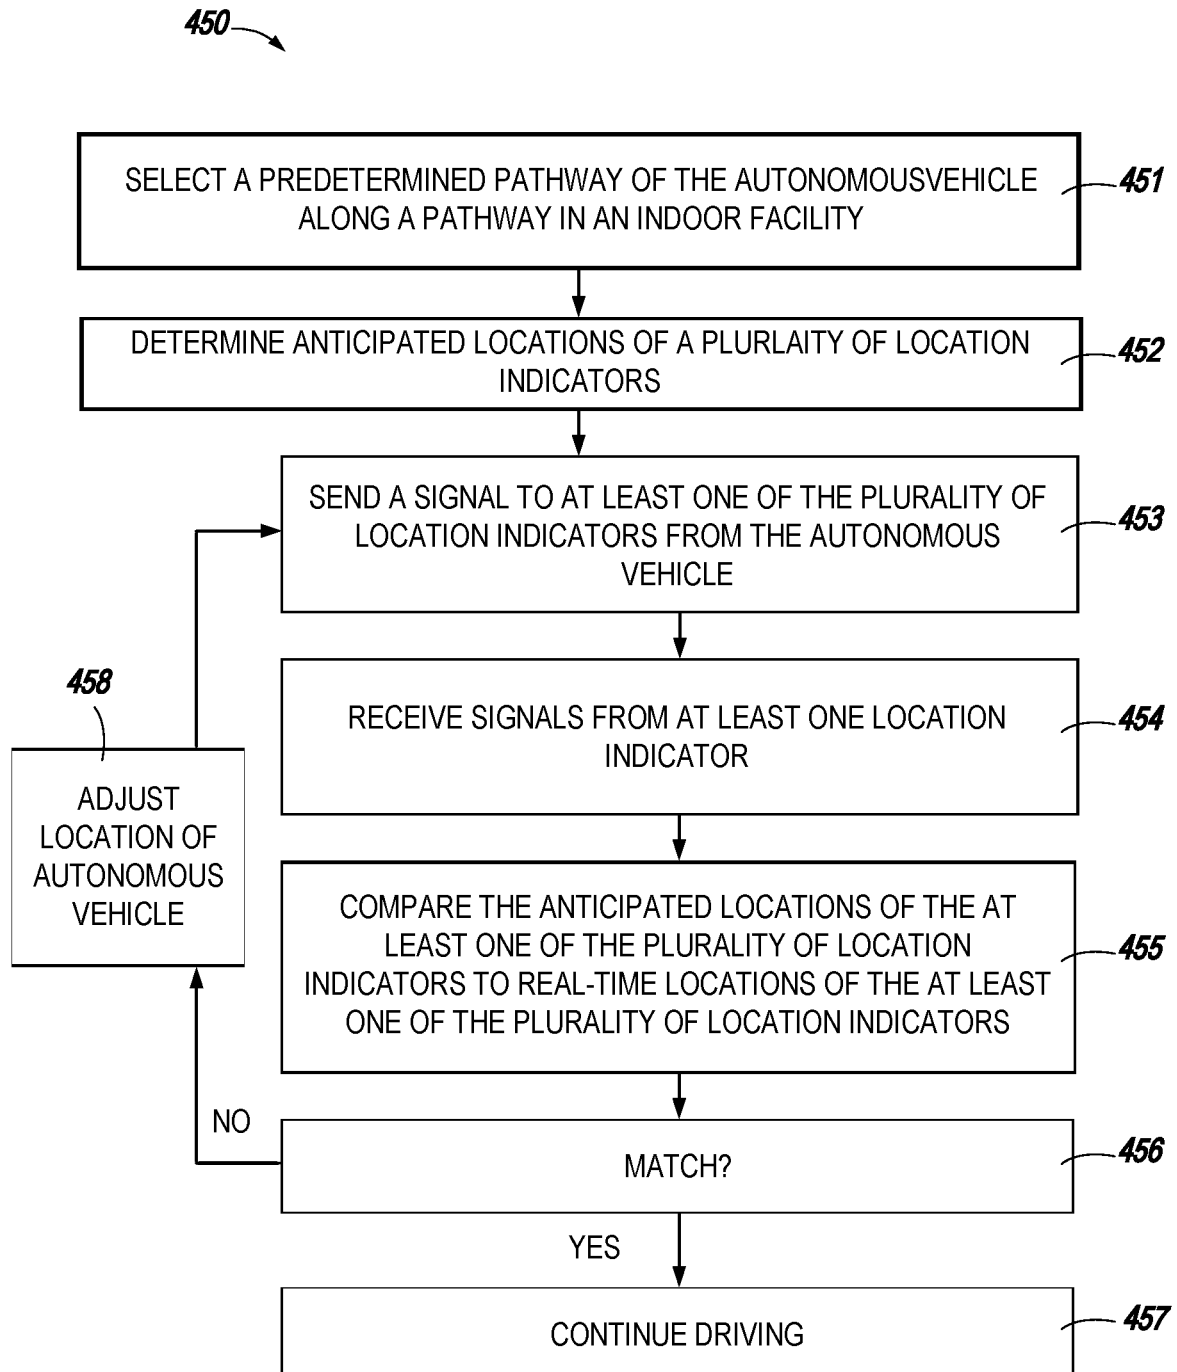 450
SELECT A PREDETERMINED PATHWAY OF THE AUTONOMOUSVEHICLE
ALONG A PATHWAY IN AN INDOOR FACILITY
451
DETERMINE ANTICIPATED LOCATIONS OF A PLURLAITY OF LOCATION
INDICATORS
452
SEND A SIGNAL TO AT LEAST ONE OF THE PLURALITY OF
LOCATION INDICATORS FROM THE AUTONOMOUS
VEHICLE
453
RECEIVE SIGNALS FROM AT LEAST ONE LOCATION
INDICATOR
454
458
ADJUST
LOCATION OF
AUTONOMOUS
VEHICLE
COMPARE THE ANTICIPATED LOCATIONS OF THE AT
LEAST ONE OF THE PLURALITY OF LOCATION
INDICATORS TO REAL-TIME LOCATIONS OF THE AT LEAST
ONE OF THE PLURALITY OF LOCATION INDICATORS
455
NO
MATCH?
456
YES
CONTINUE DRIVING
457